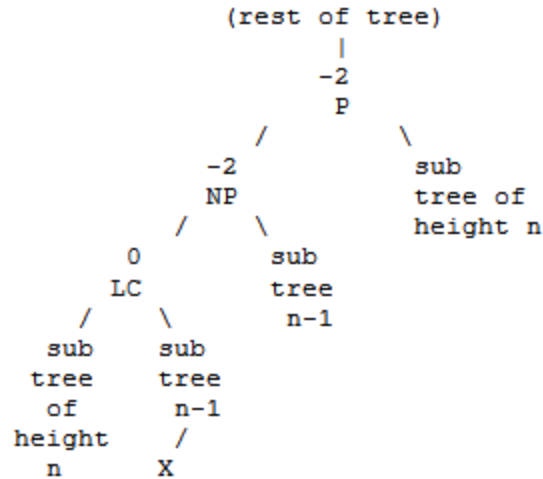 (rest of tree)
|
-2
P
/ \
-2 sub
NP tree of
/ \ height n
0 sub
LC tree
/ \ n-1
sub sub
tree tree
of n-1
height /
n X